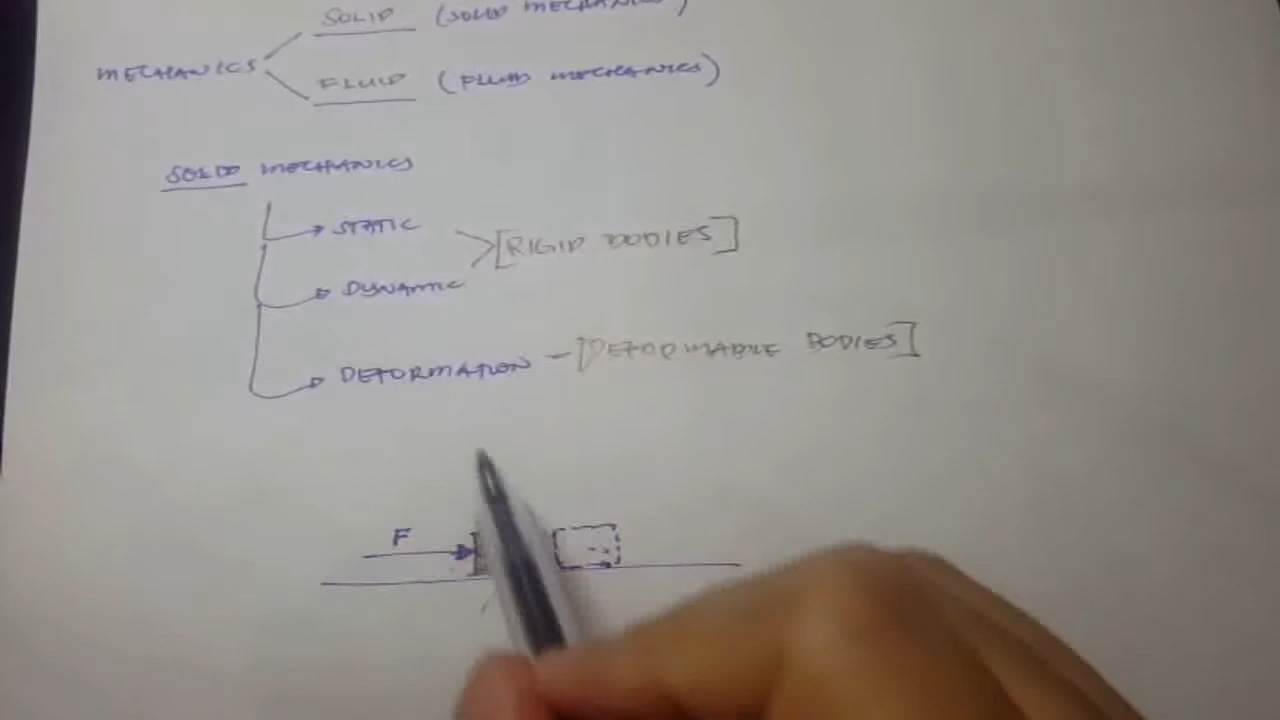 SOLID (SOLID MECHANICS)
MECHANICS
FLUID (FLUID MECHANICS)
SOLID MECHANICS
STATIC
[RIGID BODIES]
DYNAMIC
DEFORMATION - [DEFORMABLE BODIES]
F